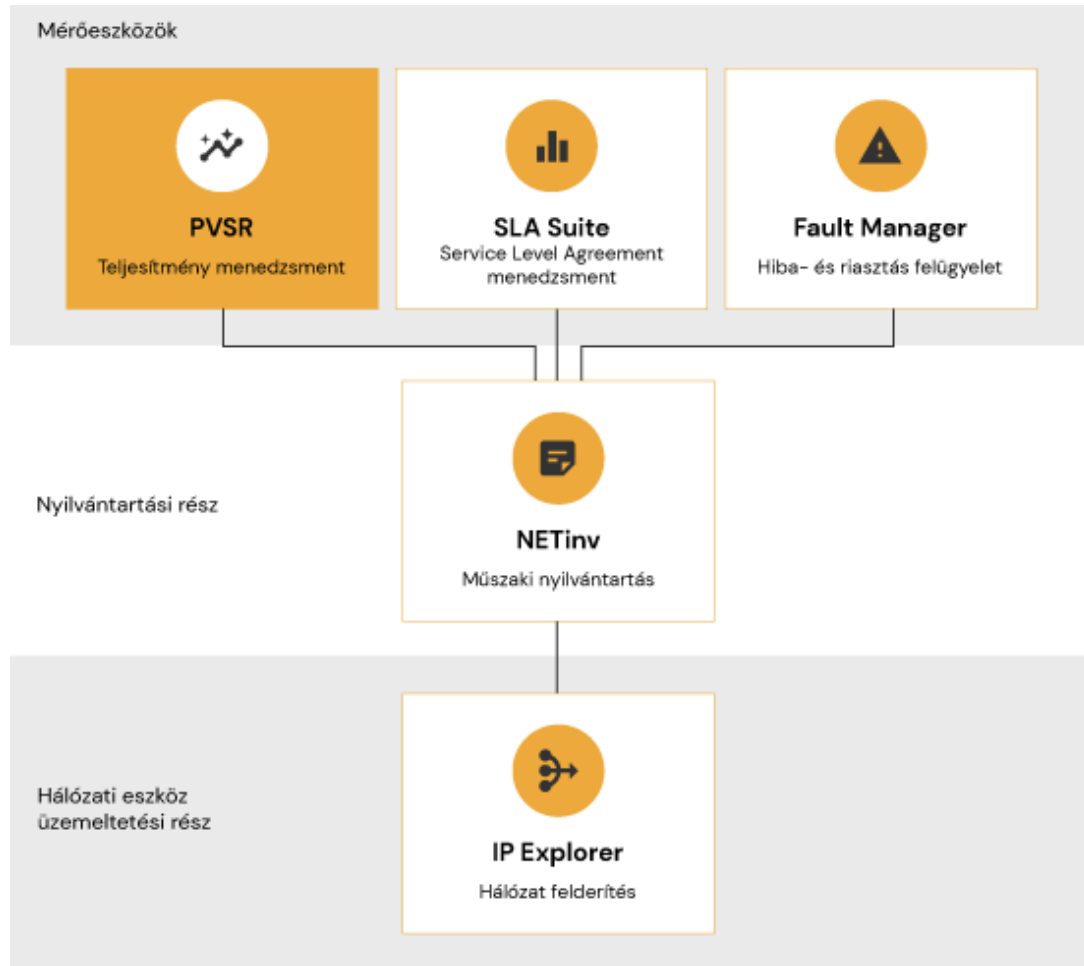 Mérőeszközök
PVSR
Teljesítmény menedzsment
SLA Suite
Service Level Agreement
menedzsment
Fault Manager
Hiba- és riasztás felügyelet
Nyilvántartási rész
NETinv
Műszaki nyilvántartás
Hálózati eszköz
üzemeltetési rész
IP Explorer
Hálózat felderítés